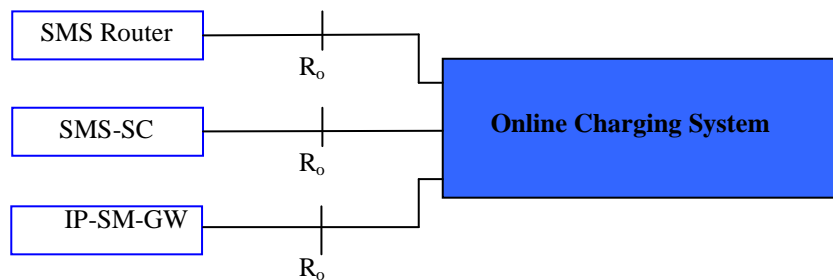 SMS Router
Rₒ
SMS-SC
Online Charging System
Rₒ
IP-SM-GW
Rₒ